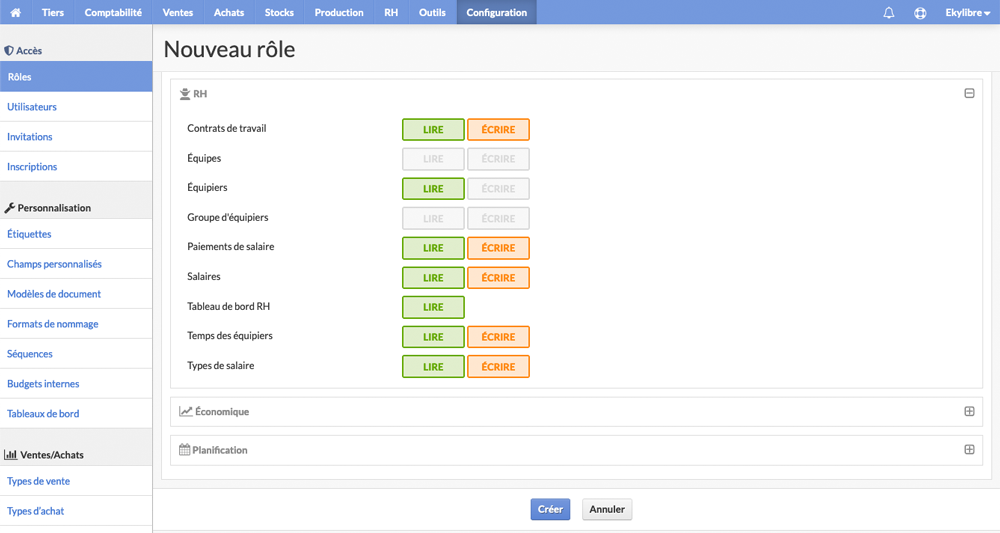 Tiers Comptabilité Ventes Achats Stocks Production RH Outils Configuration Ekylibre
Accès
Rôles
Utilisateurs
Invitations
Inscriptions
Personnalisation
Étiquettes
Champs personnalisés
Modèles de document
Formats de nommage
Séquences
Budgets internes
Tableaux de bord
Ventes/Achats
Types de vente
Types d'achat
Nouveau rôle
RH
Contrats de travail LIRE ÉCRIRE
Équipes LIRE ÉCRIRE
Équipiers LIRE ÉCRIRE
Groupe d'équipiers LIRE ÉCRIRE
Paiements de salaire LIRE ÉCRIRE
Salaires LIRE ÉCRIRE
Tableau de bord RH LIRE
Temps des équipiers LIRE ÉCRIRE
Types de salaire LIRE ÉCRIRE
Économique
Planification
Créer Annuler